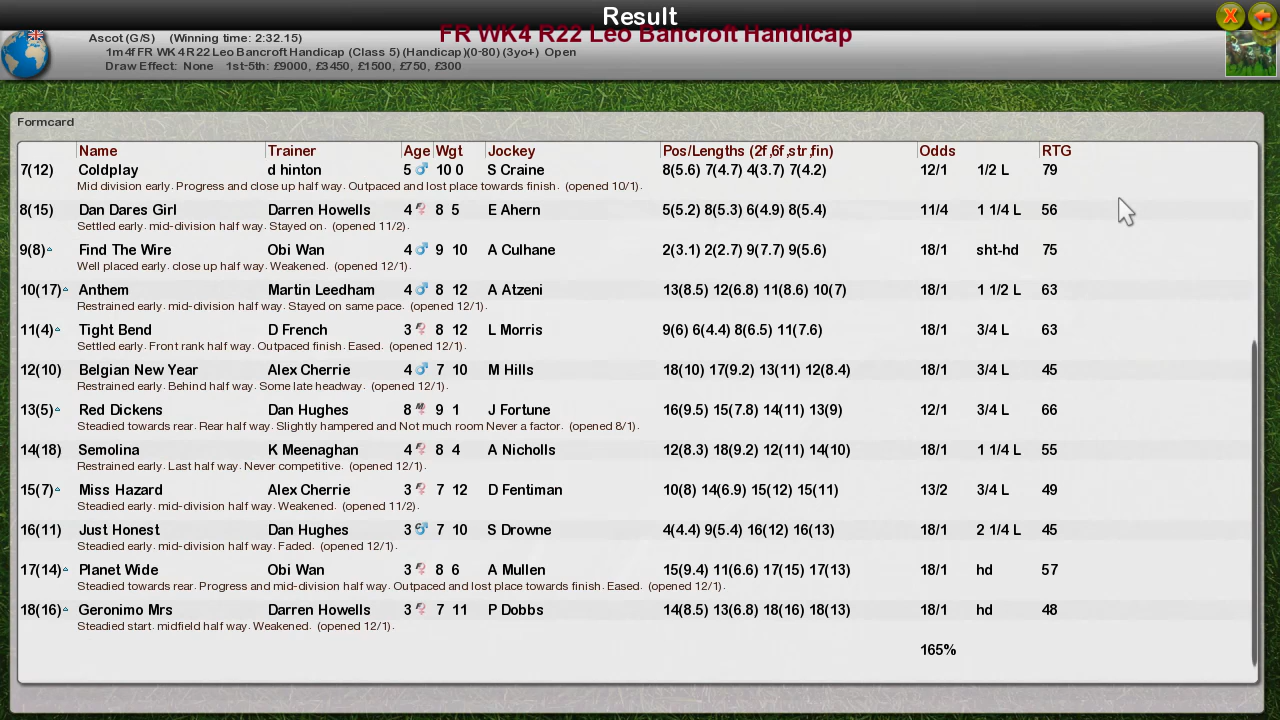 Result
FR WK4 R22 Leo Bancroft Handicap
Ascot (G/S) (Winning time: 2:32.15)
1m4f FR WK4 R22 Leo Bancroft Handicap (Class 5) (Handicap)(0-80) (3yo+) Open
Draw Effect: None 1st-5th: £9000, £3450, £1500, £750, £300
Formcard
Name Trainer Age Wgt Jockey Pos/Lengths (2f,6f,str,fin) Odds RTG
7(12) Coldplay d hinton 5 10 0 S Craine 8(5.6) 7(4.7) 4(3.7) 7(4.2) 12/1 1/2 L 79
Mid division early. Progress and close up half way. Outpaced and lost place towards finish. (opened 10/1).
8(15) Dan Dares Girl Darren Howells 4 8 5 E Ahern 5(5.2) 8(5.3) 6(4.9) 8(5.4) 11/4 1 1/4 L 56
Settled early. mid-division half way. Stayed on. (opened 11/2).
9(8) Find The Wire Obi Wan 4 9 10 A Culhane 2(3.1) 2(2.7) 9(7.7) 9(5.6) 18/1 sht-hd 75
Well placed early. close up half way. Weakened. (opened 12/1).
10(17) Anthem Martin Leedham 4 8 12 A Atzeni 13(8.5) 12(6.8) 11(8.6) 10(7) 18/1 1 1/2 L 63
Restrained early. mid-division half way. Stayed on same pace. (opened 12/1).
11(4) Tight Bend D French 3 8 12 L Morris 9(6) 6(4.4) 8(6.5) 11(7.6) 18/1 3/4 L 63
Settled early. Front rank half way. Outpaced finish. Eased. (opened 12/1).
12(10) Belgian New Year Alex Cherrie 4 7 10 M Hills 18(10) 17(9.2) 13(11) 12(8.4) 18/1 3/4 L 45
Restrained early. Behind half way. Some late headway. (opened 12/1).
13(5) Red Dickens Dan Hughes 8 9 1 J Fortune 16(9.5) 15(7.8) 14(11) 13(9) 12/1 3/4 L 66
Steadied towards rear. Rear half way. Slightly hampered and Not much room Never a factor. (opened 8/1).
14(18) Semolina K Meenaghan 4 8 4 A Nicholls 12(8.3) 18(9.2) 12(11) 14(10) 18/1 1 1/4 L 55
Restrained early. Last half way. Never competitive. (opened 12/1).
15(7) Miss Hazard Alex Cherrie 3 7 12 D Fentiman 10(8) 14(6.9) 15(12) 15(11) 13/2 3/4 L 49
Steadied early. mid-division half way. Weakened. (opened 11/2).
16(11) Just Honest Dan Hughes 3 7 10 S Drowne 4(4.4) 9(5.4) 16(12) 16(13) 18/1 2 1/4 L 45
Steadied early. mid-division half way. Faded. (opened 12/1).
17(14) Planet Wide Obi Wan 3 8 6 A Mullen 15(9.4) 11(6.6) 17(15) 17(13) 18/1 hd 57
Steadied towards rear. Progress and mid-division half way. Outpaced and lost place towards finish. Eased. (opened 12/1).
18(16) Geronimo Mrs Darren Howells 3 7 11 P Dobbs 14(8.5) 13(6.8) 18(16) 18(13) 18/1 hd 48
Steadied start. midfield half way. Weakened. (opened 12/1).
165%